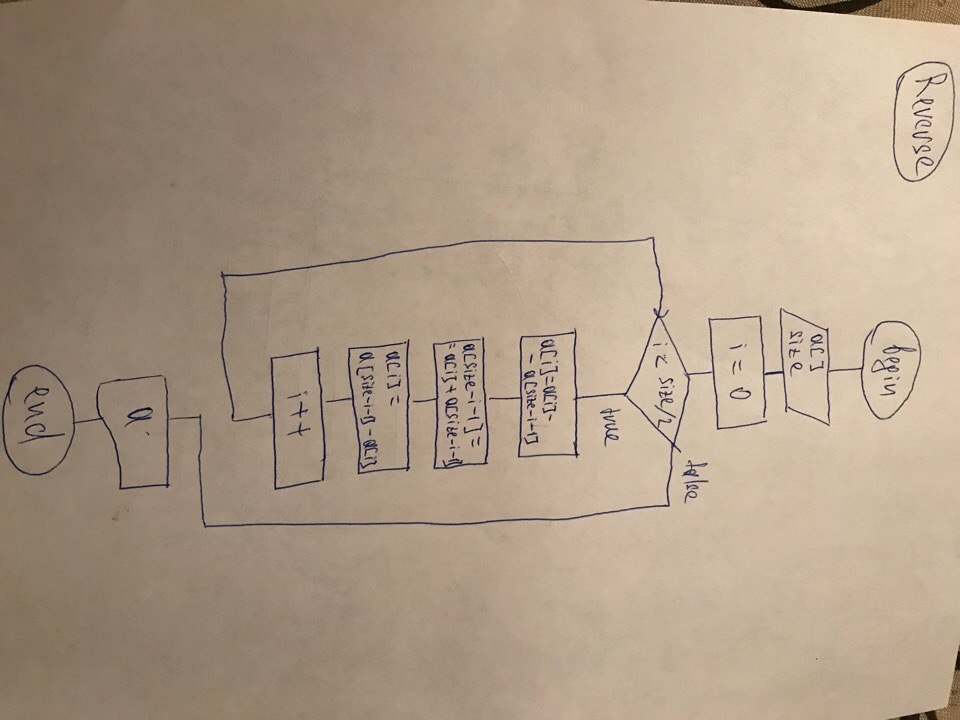 Reverse
begin
a[]
size
i = 0
i < size/2
false
true
a[i]=a[i]-
- a[size-i-1]
a[size-i-1]=
= a[i]+a[size-i-1]
a[i] =
a[size-i-1]-a[i]
i++
a
end